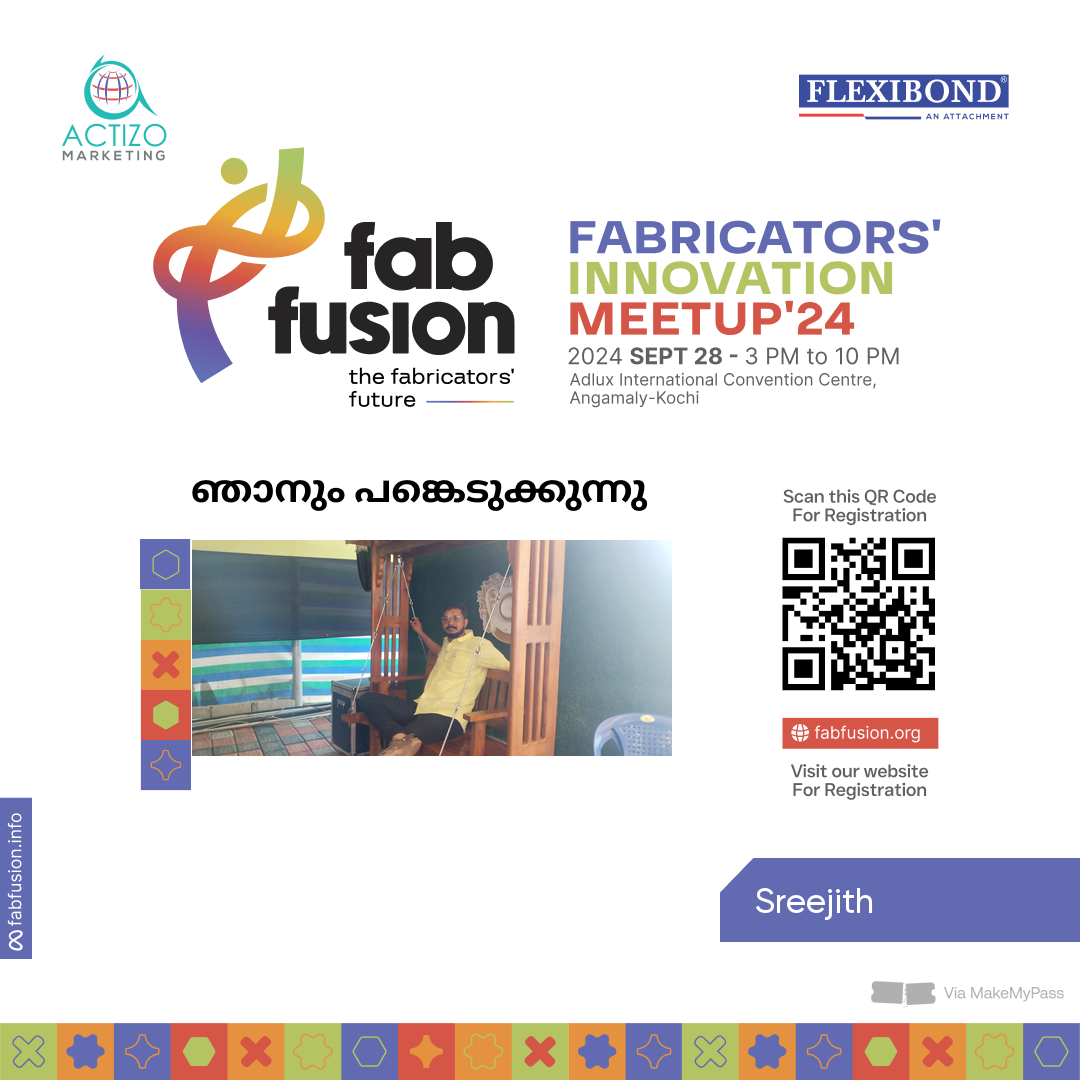 ACTIZO
MARKETING
FLEXIBOND®
AN ATTACHMENT
fab
fusion
the fabricators'
future
FABRICATORS'
INNOVATION
MEETUP'24
2024 SEPT 28 - 3 PM to 10 PM
Adlux International Convention Centre,
Angamaly-Kochi
ഞാനും പങ്കെടുക്കുന്നു
Scan this QR Code
For Registration
fabfusion.org
Visit our website
For Registration
fabfusion.info
Sreejith
Via MakeMyPass